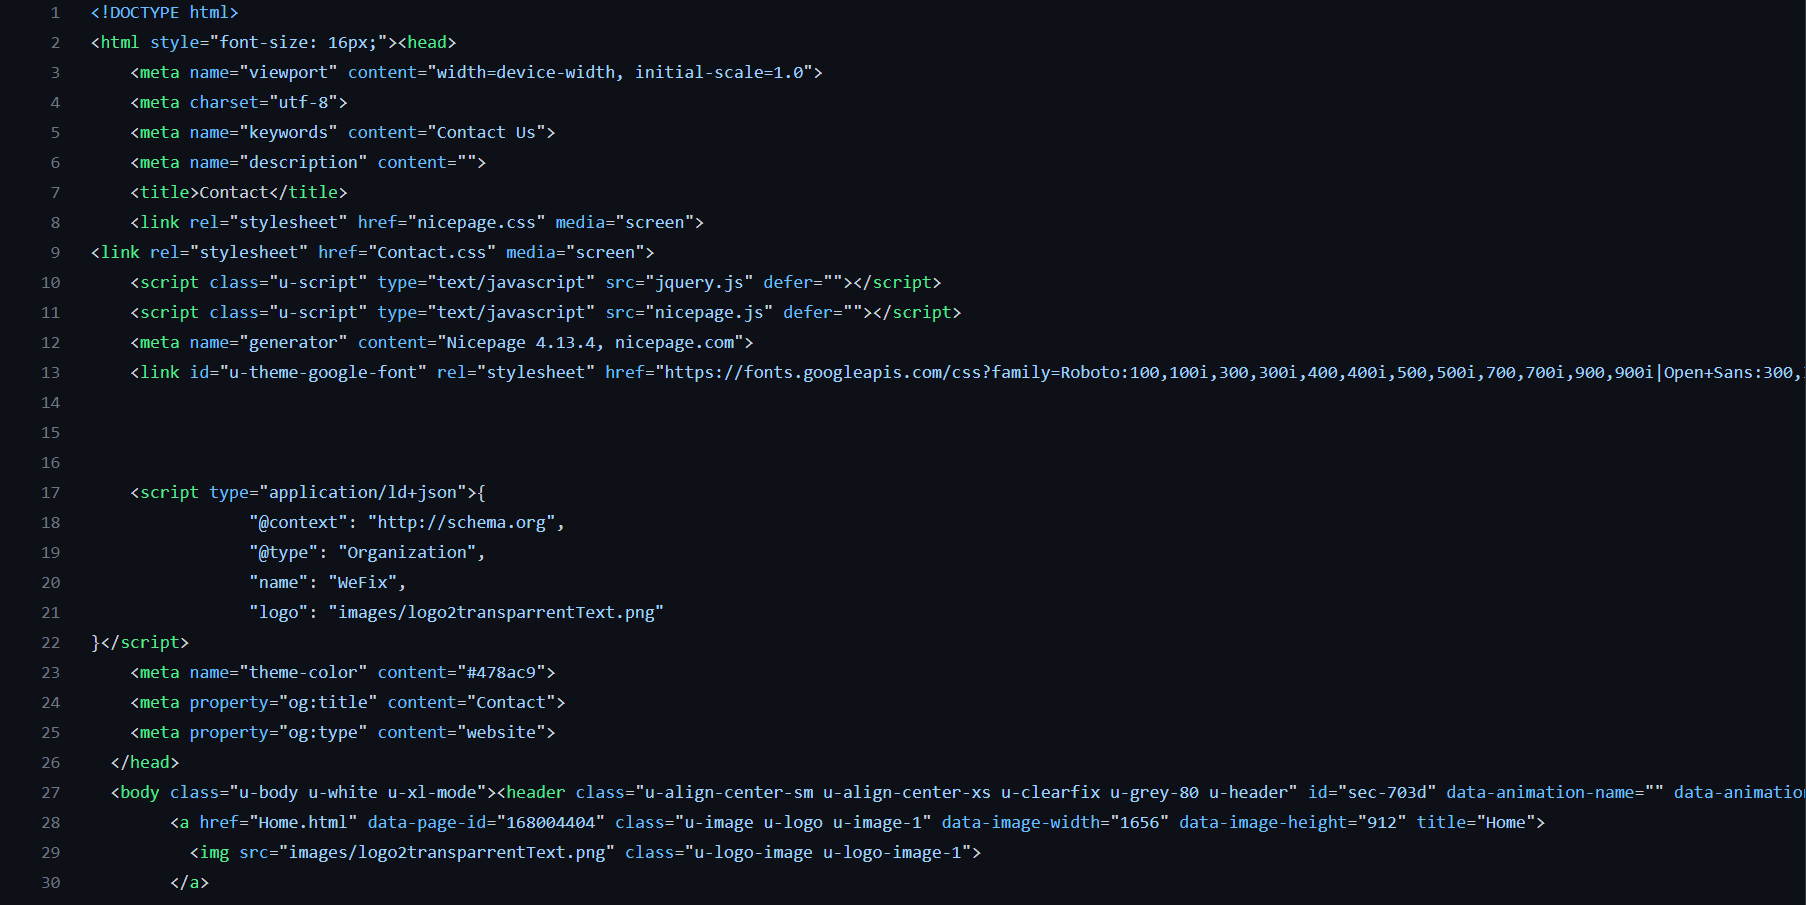 1 <!DOCTYPE html>
2 <html style="font-size: 16px;"><head>
3 <meta name="viewport" content="width=device-width, initial-scale=1.0">
4 <meta charset="utf-8">
5 <meta name="keywords" content="Contact Us">
6 <meta name="description" content="">
7 <title>Contact</title>
8 <link rel="stylesheet" href="nicepage.css" media="screen">
9 <link rel="stylesheet" href="Contact.css" media="screen">
10 <script class="u-script" type="text/javascript" src="jquery.js" defer=""></script>
11 <script class="u-script" type="text/javascript" src="nicepage.js" defer=""></script>
12 <meta name="generator" content="Nicepage 4.13.4, nicepage.com">
13 <link id="u-theme-google-font" rel="stylesheet" href="https://fonts.googleapis.com/css?family=Roboto:100,100i,300,300i,400,400i,500,500i,700,700i,900,900i|Open+Sans:300,
14
15
16
17 <script type="application/ld+json">{
18 "@context": "http://schema.org",
19 "@type": "Organization",
20 "name": "WeFix",
21 "logo": "images/logo2transparrentText.png"
22 }</script>
23 <meta name="theme-color" content="#478ac9">
24 <meta property="og:title" content="Contact">
25 <meta property="og:type" content="website">
26 </head>
27 <body class="u-body u-white u-xl-mode"><header class="u-align-center-sm u-align-center-xs u-clearfix u-grey-80 u-header" id="sec-703d" data-animation-name="" data-animatio
28 <a href="Home.html" data-page-id="168004404" class="u-image u-logo u-image-1" data-image-width="1656" data-image-height="912" title="Home">
29 <img src="images/logo2transparrentText.png" class="u-logo-image u-logo-image-1">
30 </a>